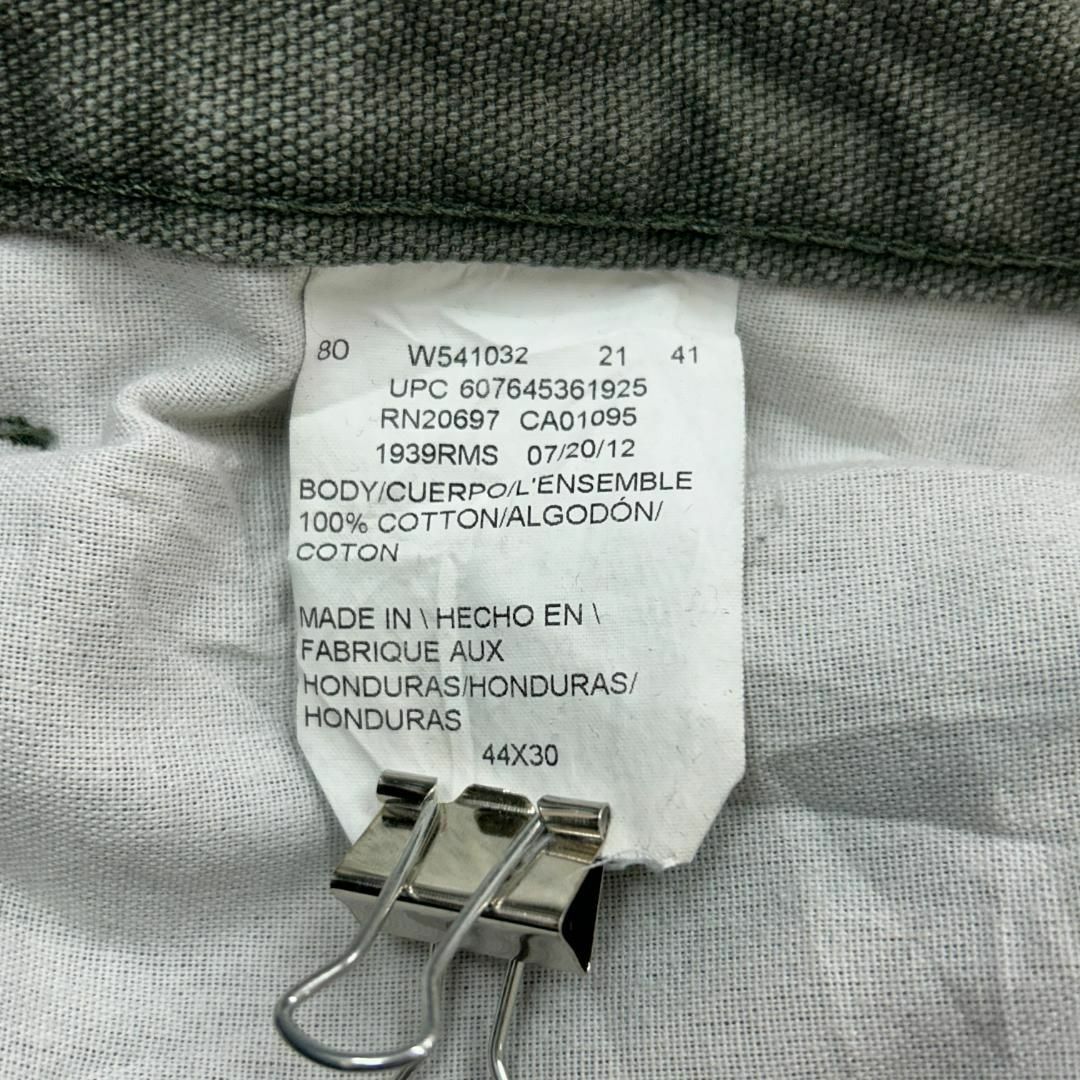 80 W541032 21 41
UPC 607645361925
RN20697 CA01095
1939RMS 07/20/12
BODY/CUERPO/L'ENSEMBLE
100% COTTON/ALGODÓN/
COTON
MADE IN \ HECHO EN \
FABRIQUE AUX
HONDURAS/HONDURAS/
HONDURAS
44X30